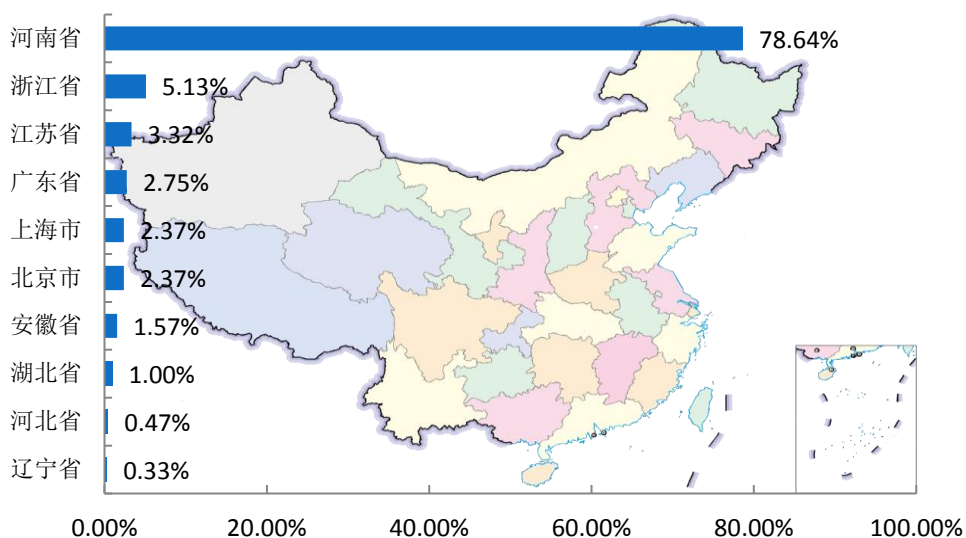 河南省 78.64%
浙江省 5.13%
江苏省 3.32%
广东省 2.75%
上海市 2.37%
北京市 2.37%
安徽省 1.57%
湖北省 1.00%
河北省 0.47%
辽宁省 0.33%
0.00% 20.00% 40.00% 60.00% 80.00% 100.00%